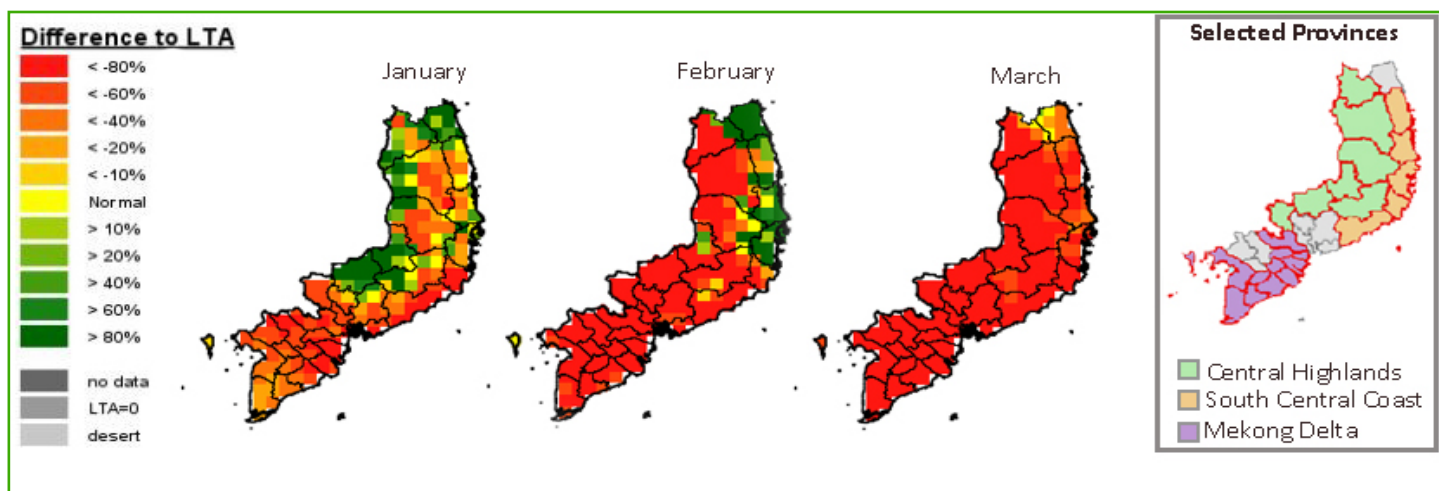 Difference to LTA
< -80%
< -60%
< -40%
< -20%
< -10%
Normal
> 10%
> 20%
> 40%
> 60%
> 80%
no data
LTA=0
desert
January
February
March
Selected Provinces
Central Highlands
South Central Coast
Mekong Delta